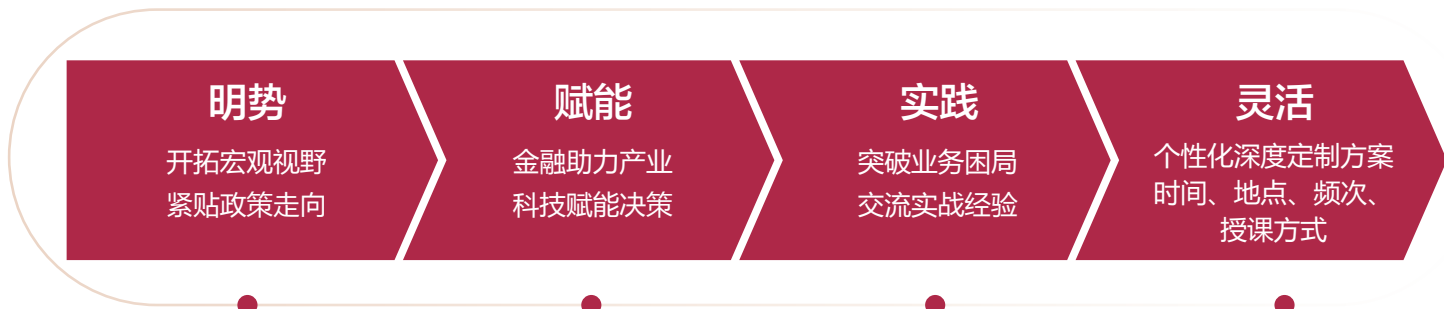 明势
开拓宏观视野
紧贴政策走向
赋能
金融助力产业
科技赋能决策
实践
突破业务困局
交流实战经验
灵活
个性化深度定制方案
时间、地点、频次、
授课方式